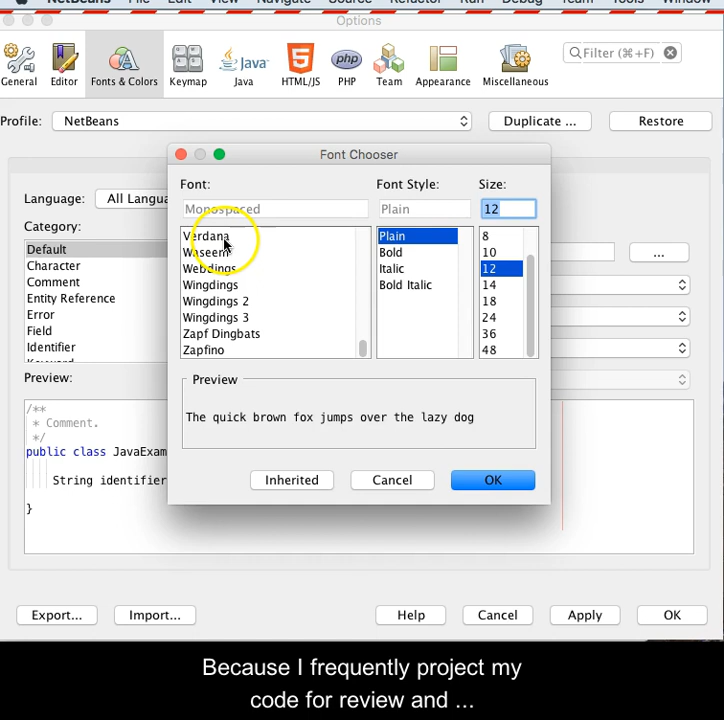 NetBeans File Edit View Navigate Source Refactor Run Debug Team Tools Window
Options
General Editor Fonts & Colors Keymap Java HTML/JS PHP Team Appearance Miscellaneous
Filter (⌘+F)
Profile: NetBeans Duplicate ... Restore
Font Chooser
Font: Font Style: Size:
Monospaced Plain 12
Language: All Langua
Category:
Default
Character
Comment
Entity Reference
Error
Field
Identifier
Keyword
Verdana
Waseem
Webdings
Wingdings
Wingdings 2
Wingdings 3
Zapf Dingbats
Zapfino
Plain
Bold
Italic
Bold Italic
8
10
12
14
18
24
36
48
...
Preview:
/**
* Comment.
*/
public class JavaExam
String identifier
}
Preview
The quick brown fox jumps over the lazy dog
Inherited Cancel OK
Export... Import... Help Cancel Apply OK
Because I frequently project my
code for review and ...